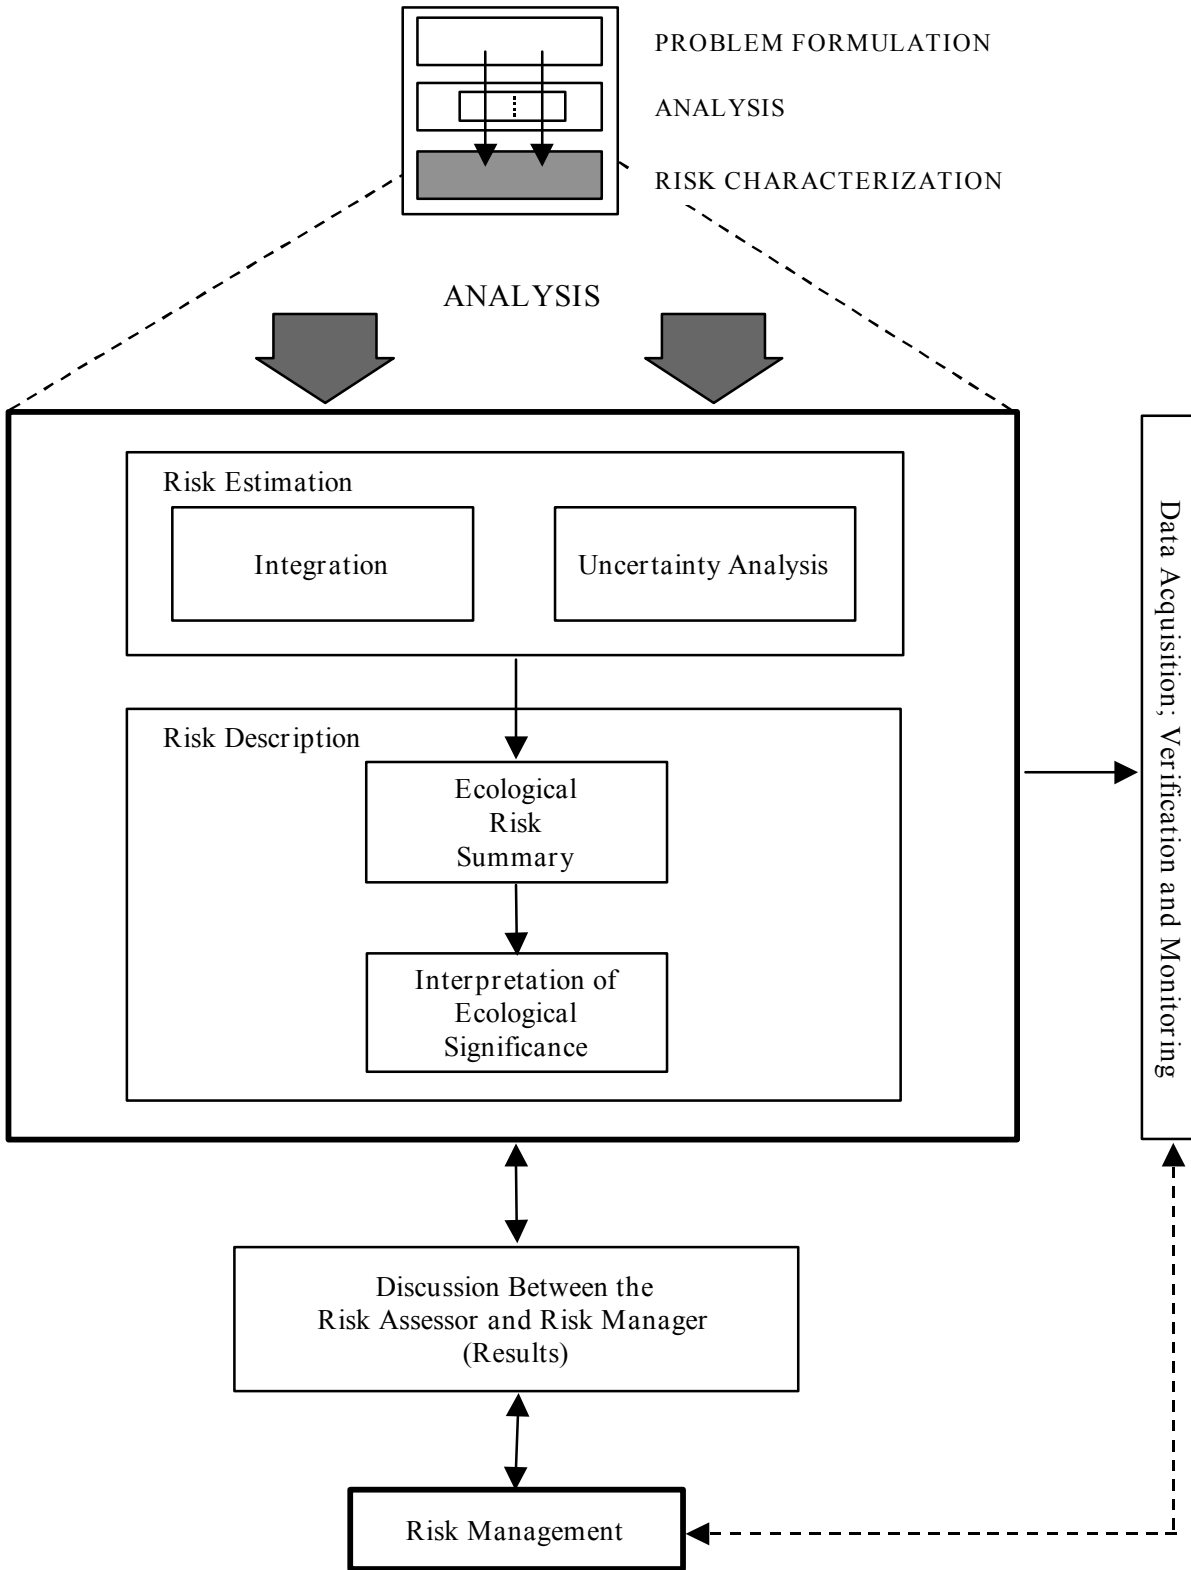 PROBLEM FORMULATION
ANALYSIS
RISK CHARACTERIZATION
ANALYSIS
Risk Estimation
Integration
Uncertainty Analysis
Risk Description
Ecological
Risk
Summary
Interpretation of
Ecological
Significance
Data Acquisition; Verification and Monitoring
Discussion Between the
Risk Assessor and Risk Manager
(Results)
Risk Management